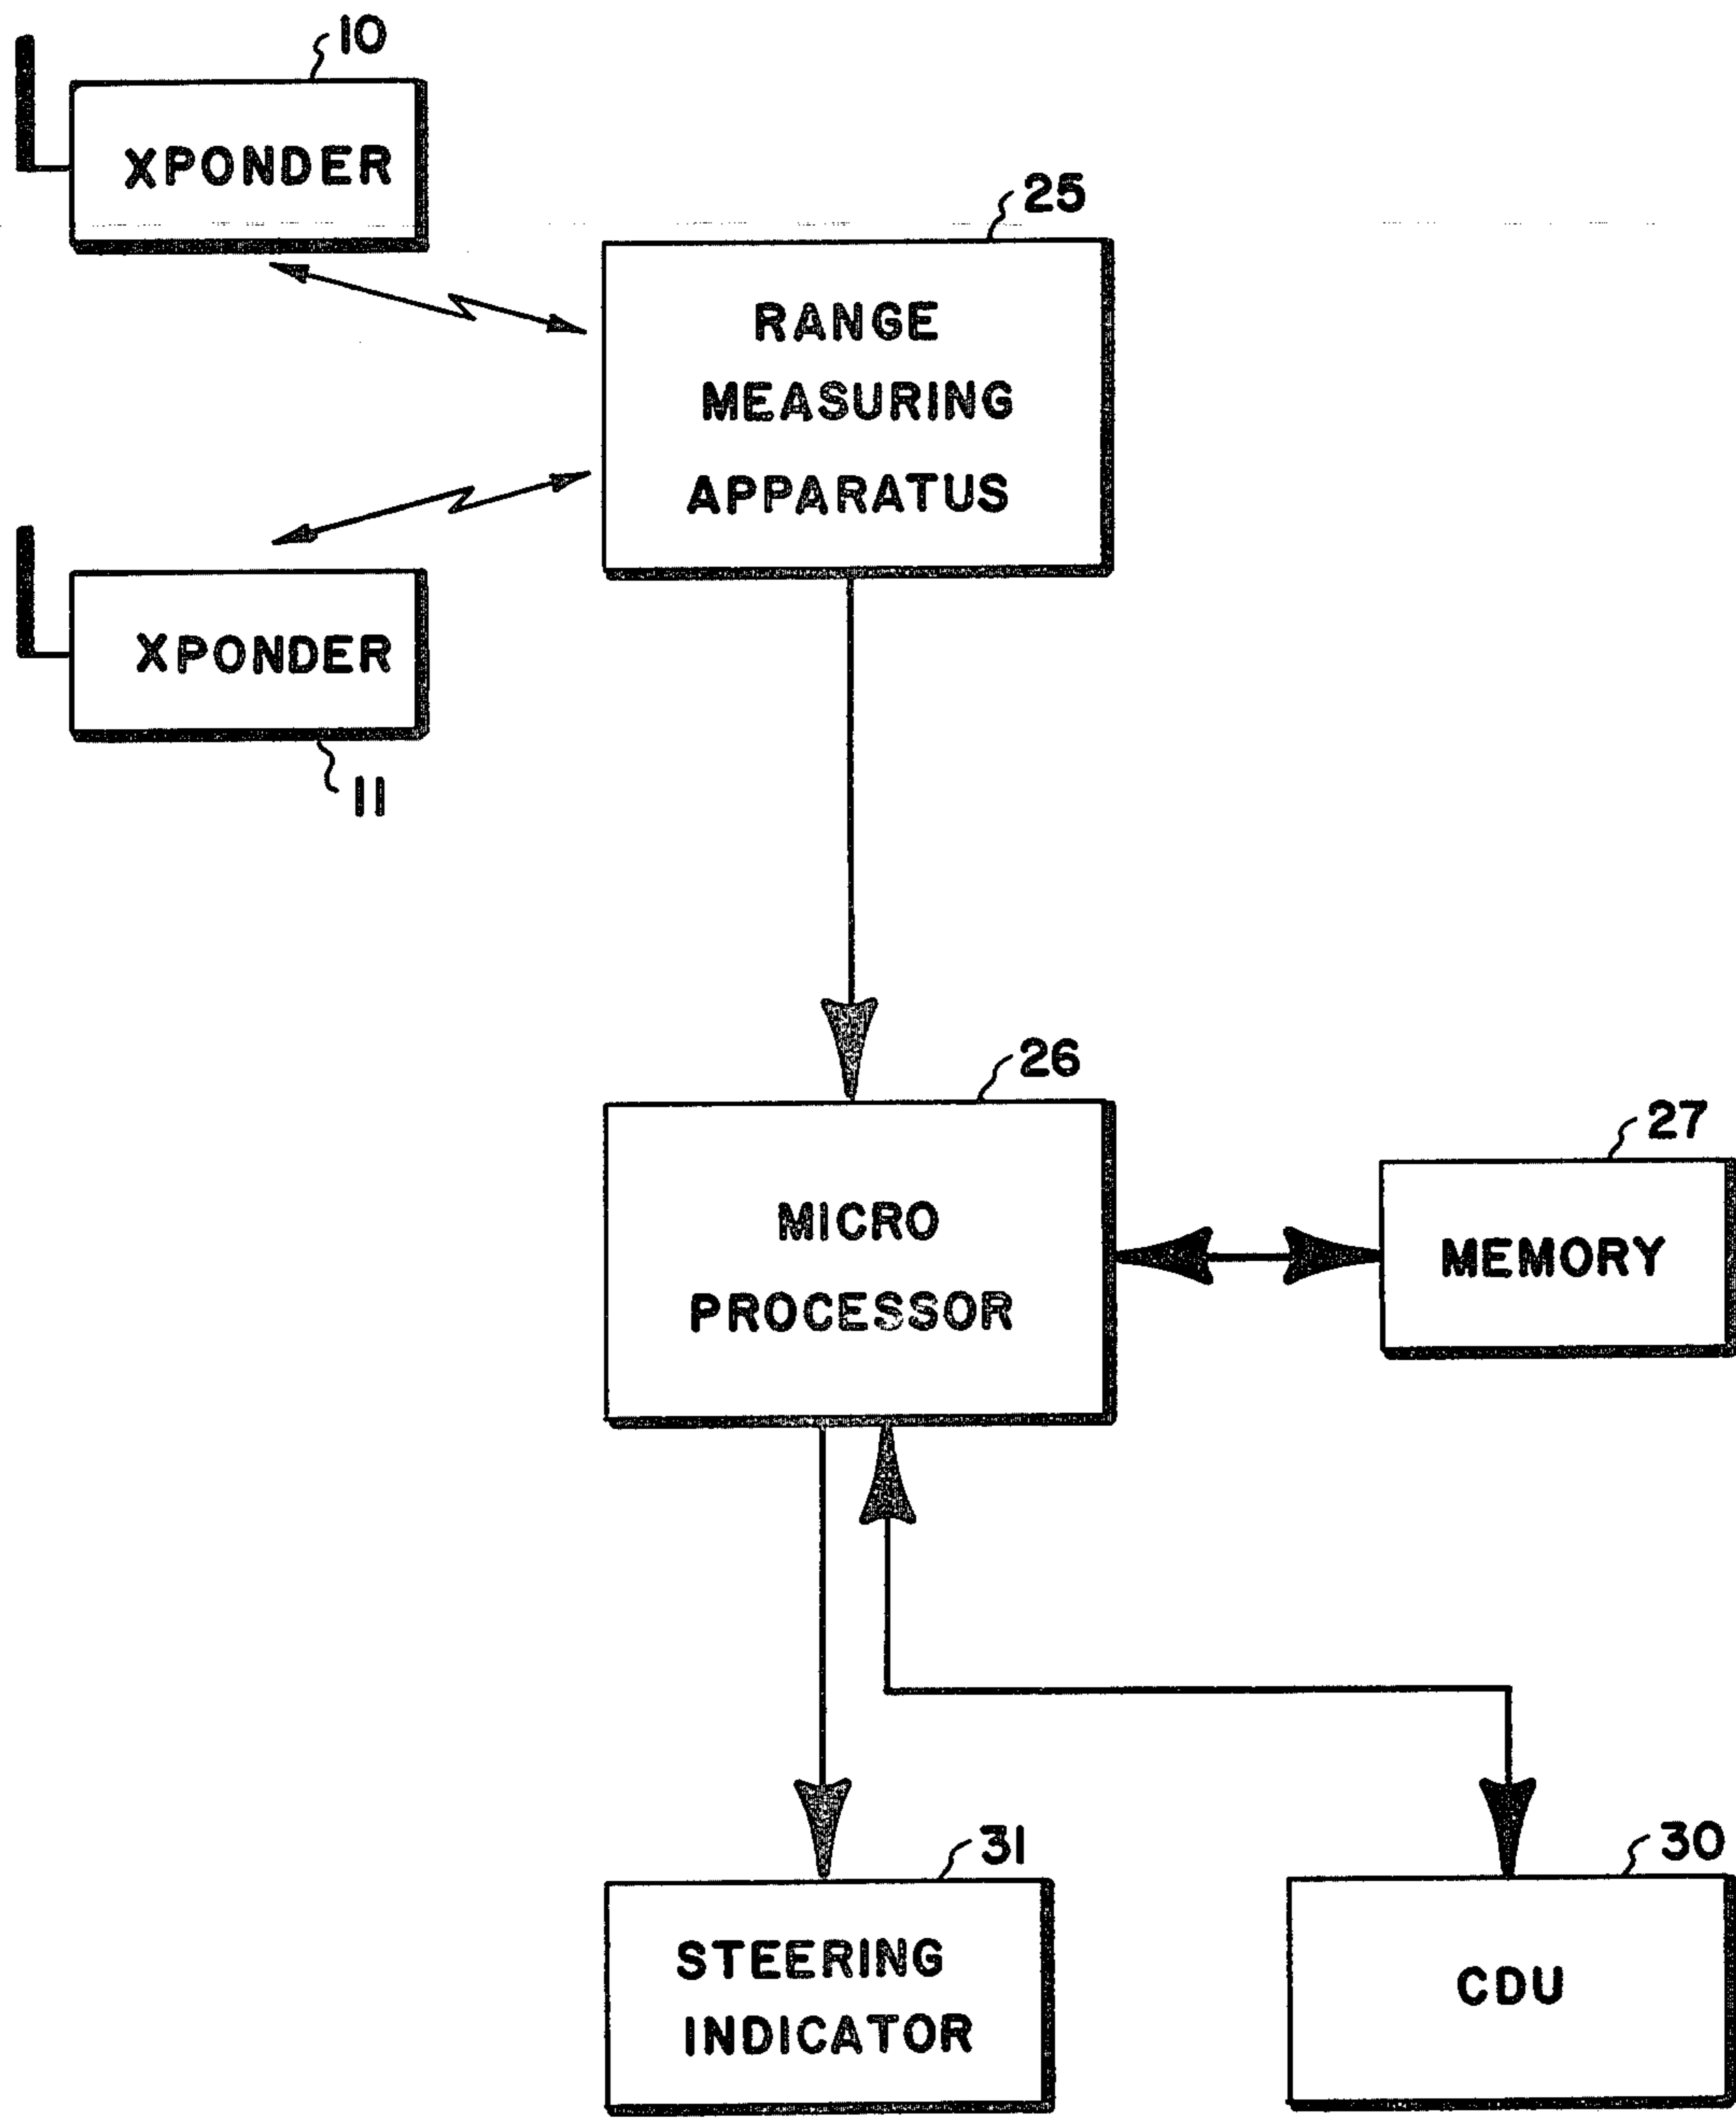 10
XPONDER
25
RANGE
MEASURING
APPARATUS
XPONDER
11
26
MICRO
PROCESSOR
27
MEMORY
31
STEERING
INDICATOR
30
CDU